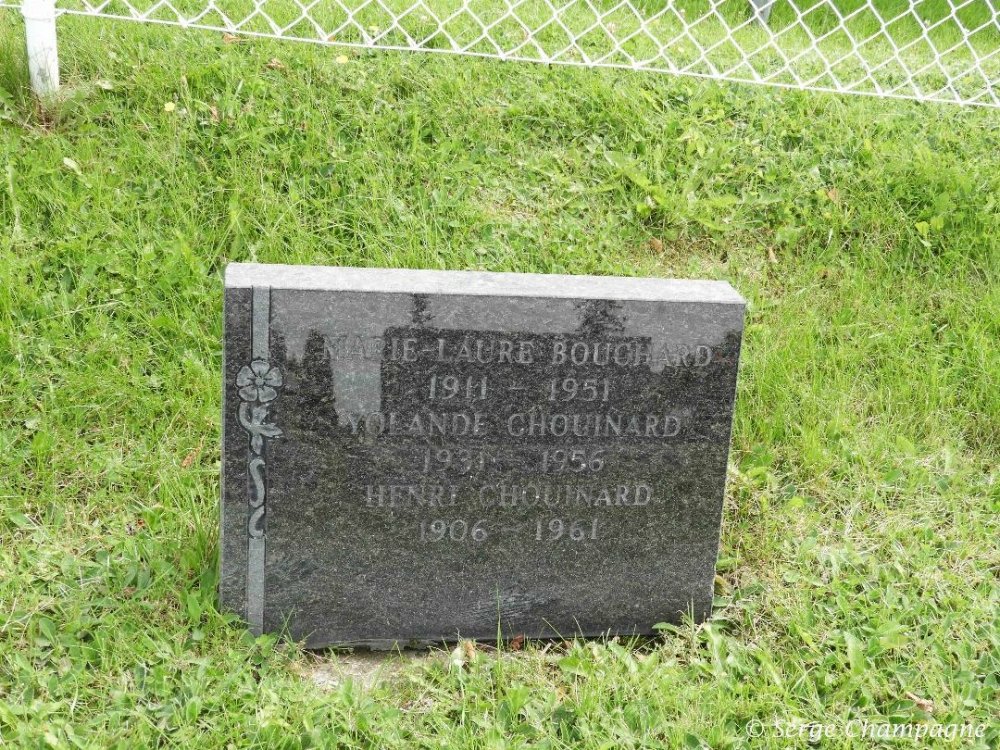 MARIE-LAURE BOUCHARD
1911 - 1951
YOLANDE CHOUINARD
1931 - 1956
HENRI CHOUINARD
1906 - 1961
© Serge Champagne